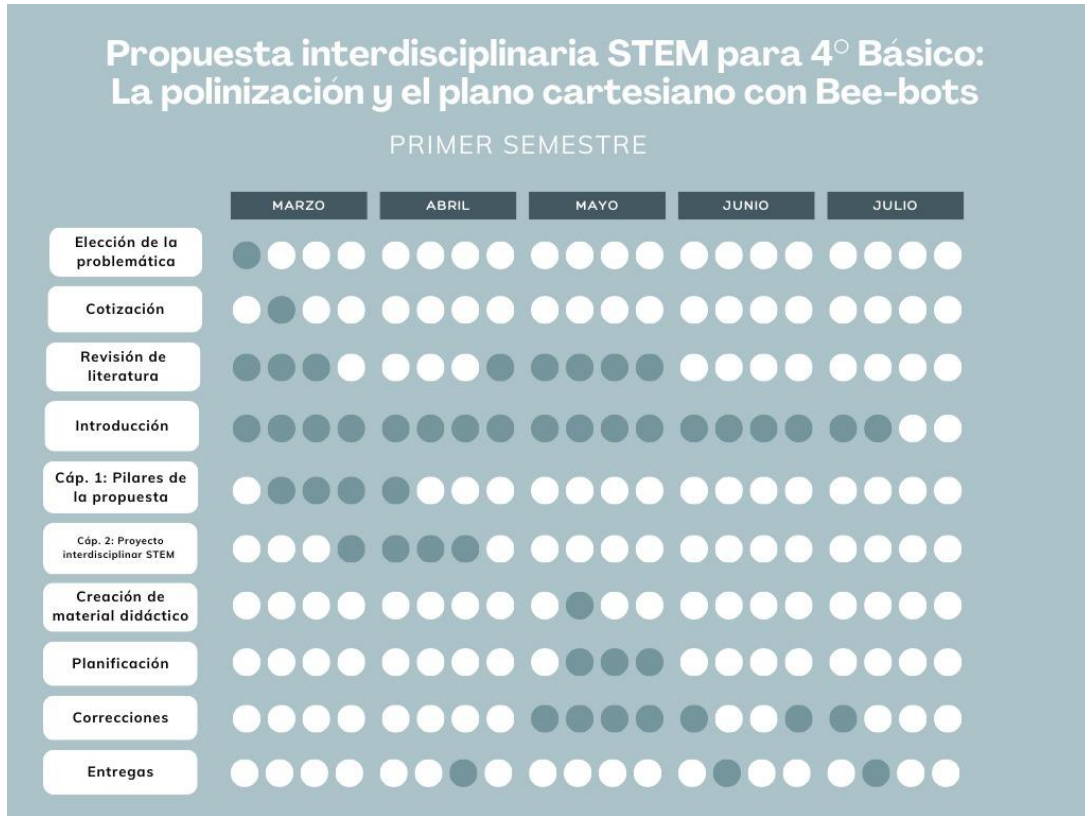 Propuesta interdisciplinaria STEM para 4° Básico:
La polinización y el plano cartesiano con Bee-bots
PRIMER SEMESTRE
MARZO ABRIL MAYO JUNIO JULIO
Elección de la
problemática
Cotización
Revisión de
literatura
Introducción
Cáp. 1: Pilares de
la propuesta
Cáp. 2: Proyecto
interdisciplinar STEM
Creación de
material didáctico
Planificación
Correcciones
Entregas